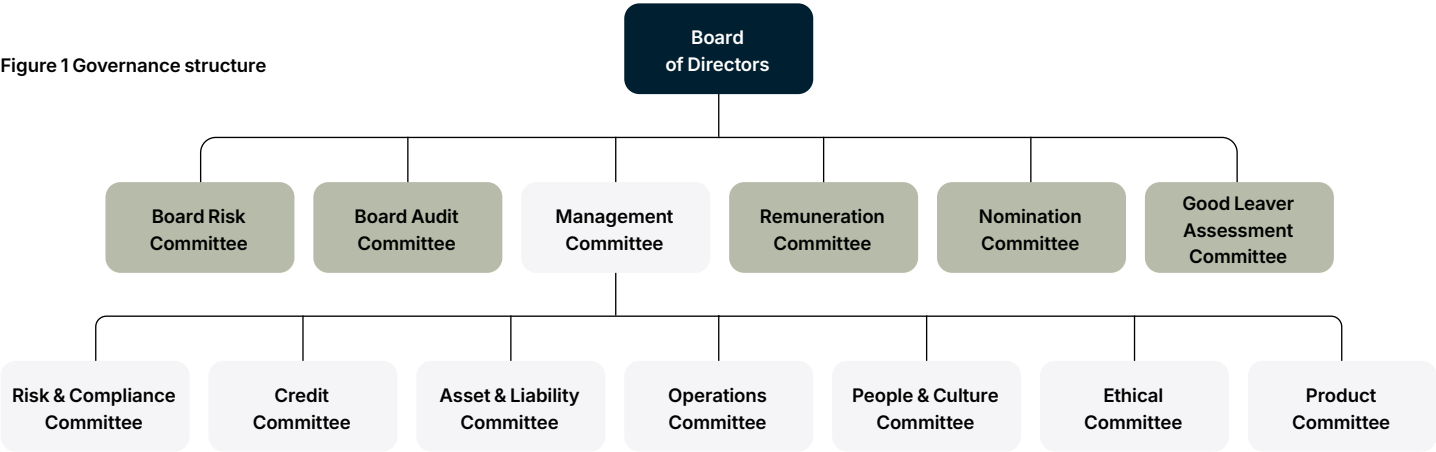 Board
of Directors
Figure 1 Governance structure
Board Risk
Committee
Board Audit
Committee
Management
Committee
Remuneration
Committee
Nomination
Committee
Good Leaver
Assessment
Committee
Risk & Compliance
Committee
Credit
Committee
Asset & Liability
Committee
Operations
Committee
People & Culture
Committee
Ethical
Committee
Product
Committee